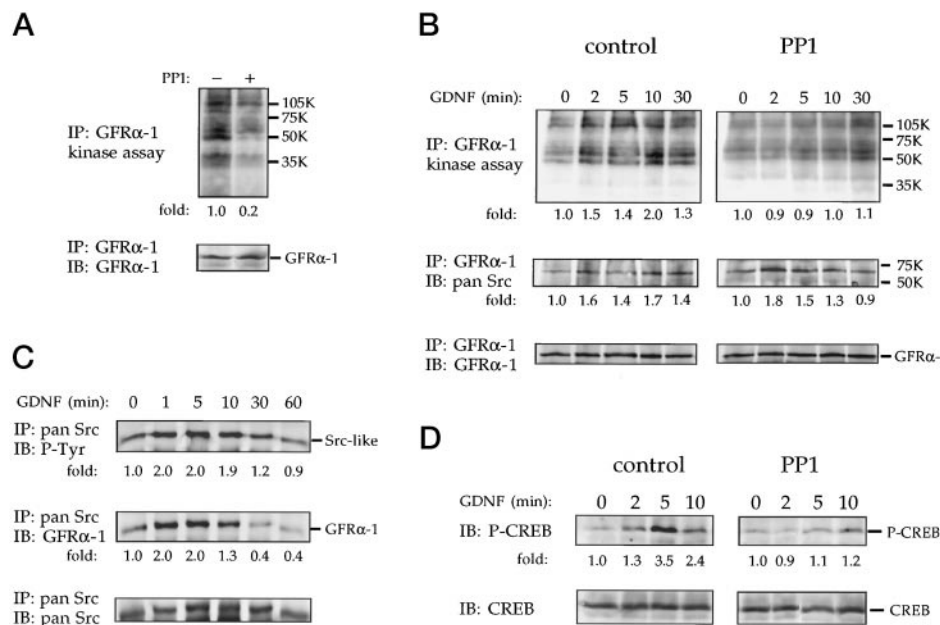 A
PP1: – +
105K
75K
50K
35K
IP: GFRα-1
kinase assay
fold: 1.0 0.2
IP: GFRα-1
IB: GFRα-1
GFRα-1
B
control PP1
GDNF (min): 0 2 5 10 30 0 2 5 10 30
IP: GFRα-1
kinase assay
105K
75K
50K
35K
fold: 1.0 1.5 1.4 2.0 1.3 1.0 0.9 0.9 1.0 1.1
IP: GFRα-1
IB: pan Src
75K
50K
fold: 1.0 1.6 1.4 1.7 1.4 1.0 1.8 1.5 1.3 0.9
IP: GFRα-1
IB: GFRα-1
GFRα-
C
GDNF (min): 0 1 5 10 30 60
IP: pan Src
IB: P-Tyr
Src-like
fold: 1.0 2.0 2.0 1.9 1.2 0.9
IP: pan Src
IB: GFRα-1
GFRα-1
fold: 1.0 2.0 2.0 1.3 0.4 0.4
IP: pan Src
IB: pan Src
D
control PP1
GDNF (min): 0 2 5 10 0 2 5 10
IB: P-CREB
P-CREB
fold: 1.0 1.3 3.5 2.4 1.0 0.9 1.1 1.2
IB: CREB
CREB